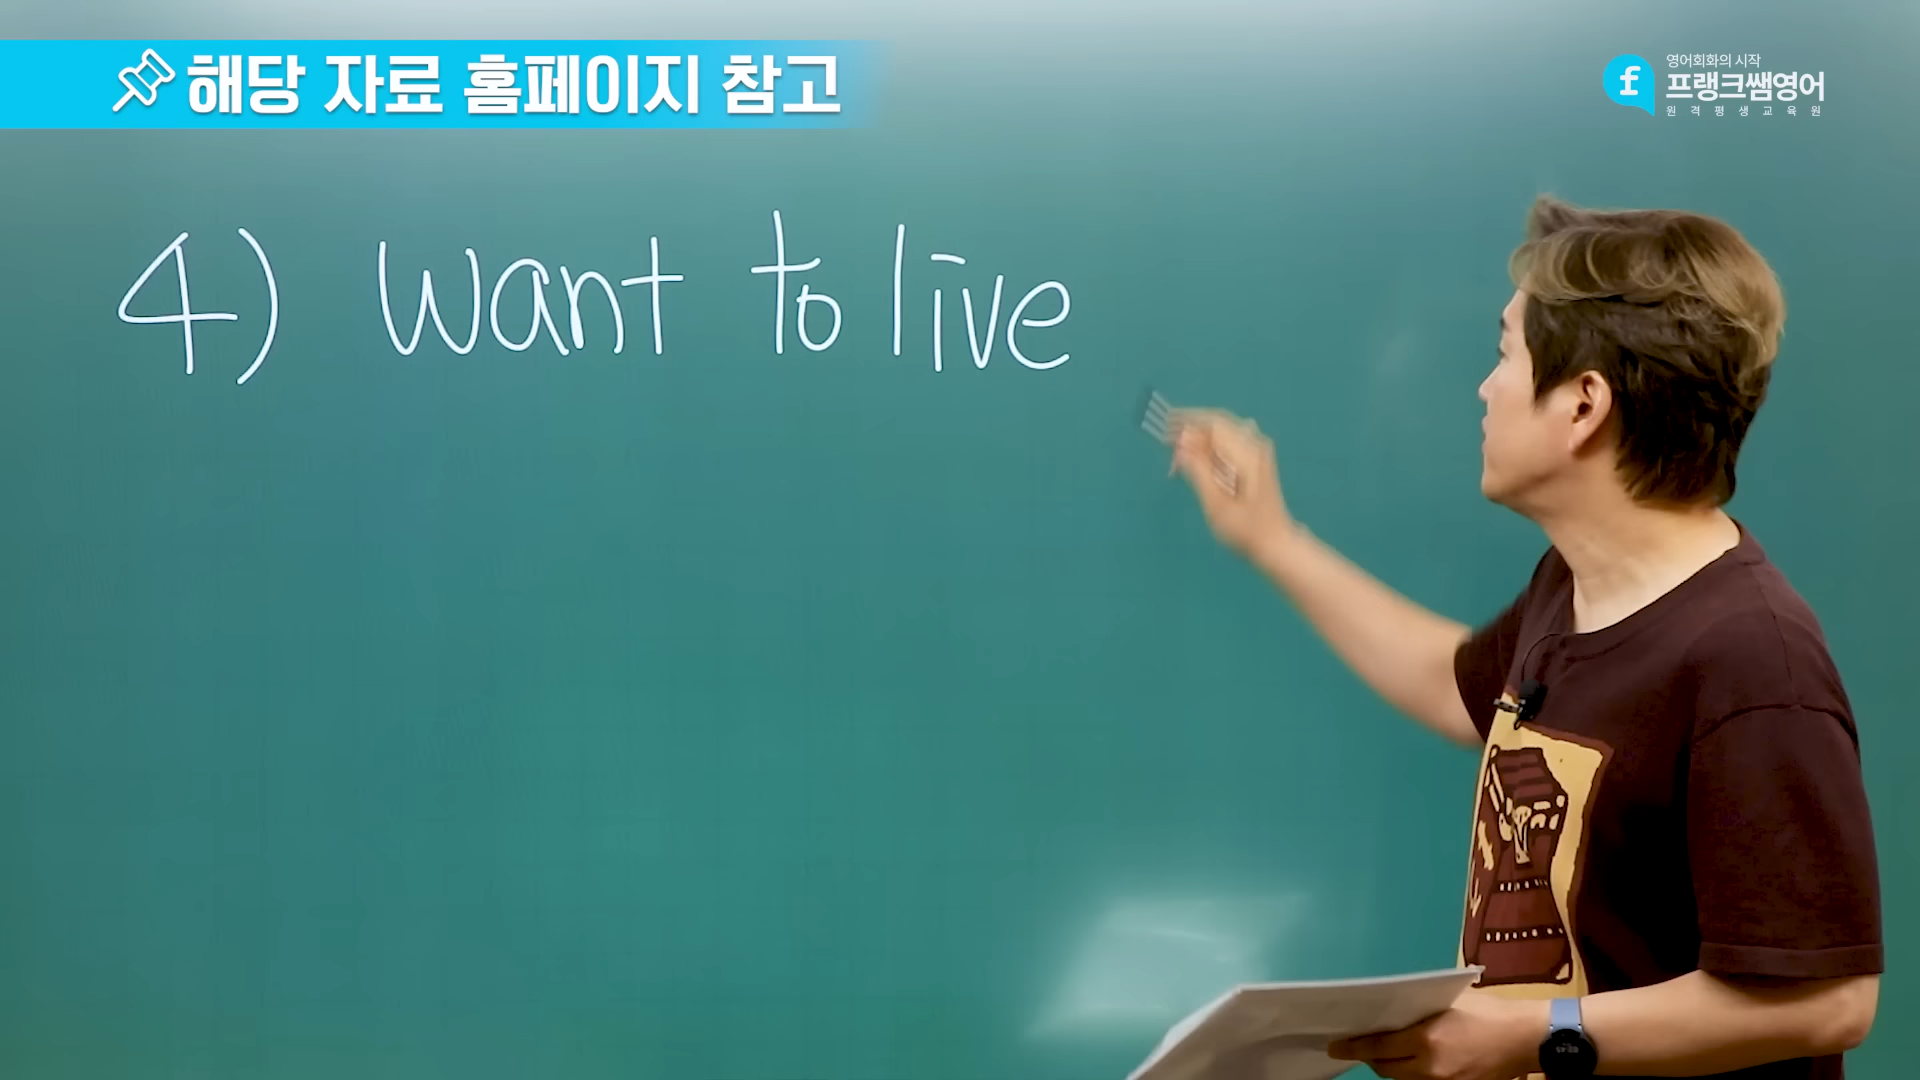 해당 자료 홈페이지 참고
영어회화의 시작
프랭크쌤영어
원격평생교육원
4) want to live